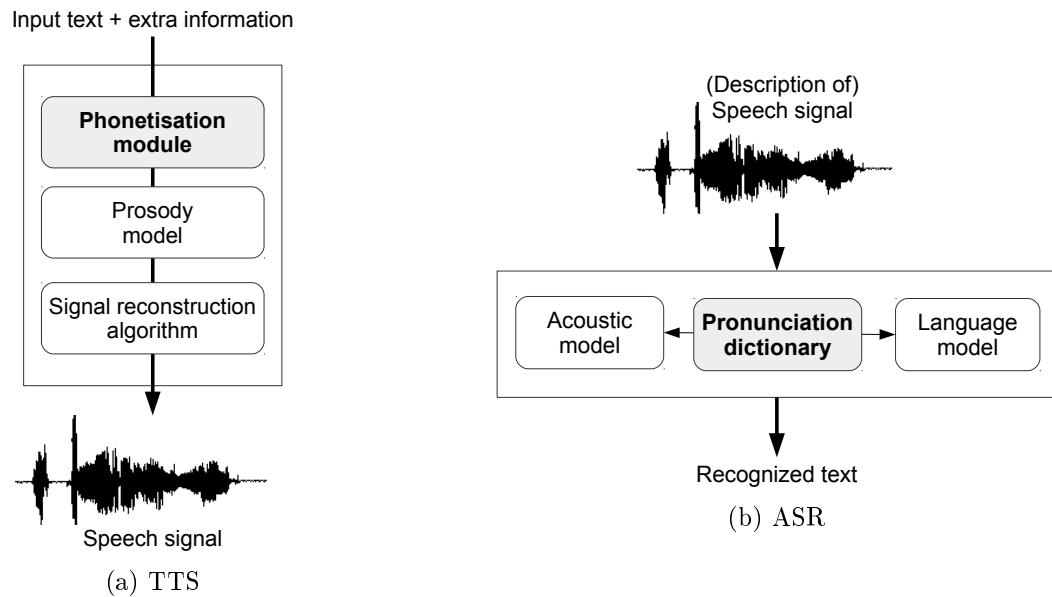 Input text + extra information
Phonetisation
module
Prosody
model
Signal reconstruction
algorithm
Speech signal
(a) TTS
(Description of)
Speech signal
Acoustic
model
Pronunciation
dictionary
Language
model
Recognized text
(b) ASR